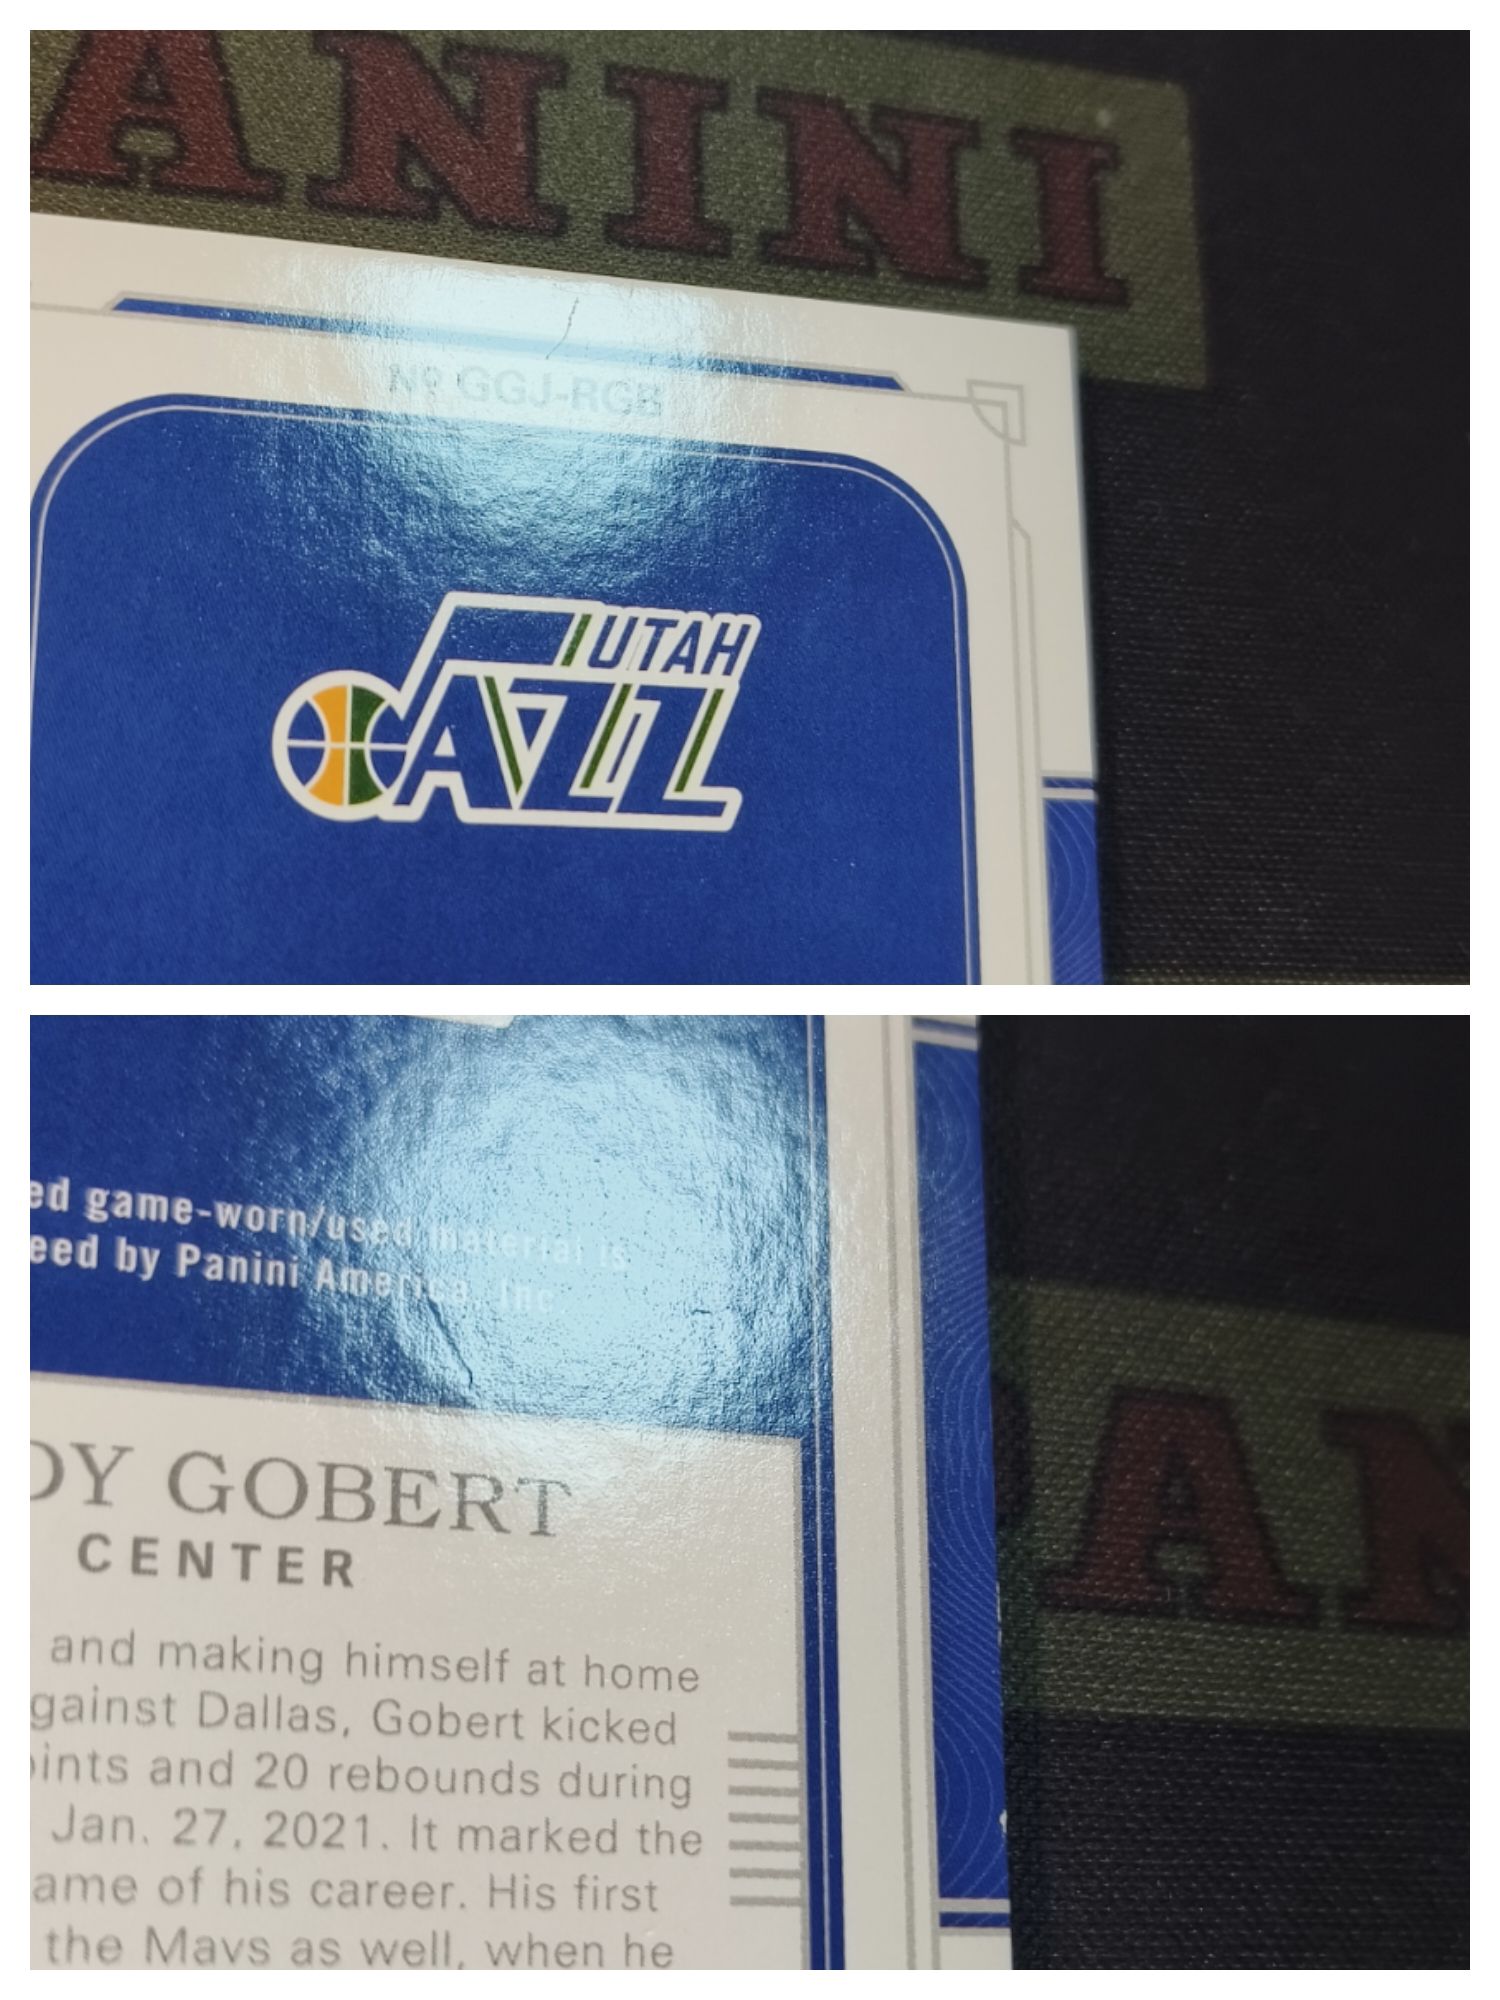 ANINI
Nº GGJ-RGB
UTAH
JAZZ
ed game-worn/used material is
eed by Panini America, Inc.
DY GOBERT
CENTER
and making himself at home
gainst Dallas, Gobert kicked
oints and 20 rebounds during
Jan. 27, 2021. It marked the
ame of his career. His first
the Mavs as well, when he
PAN